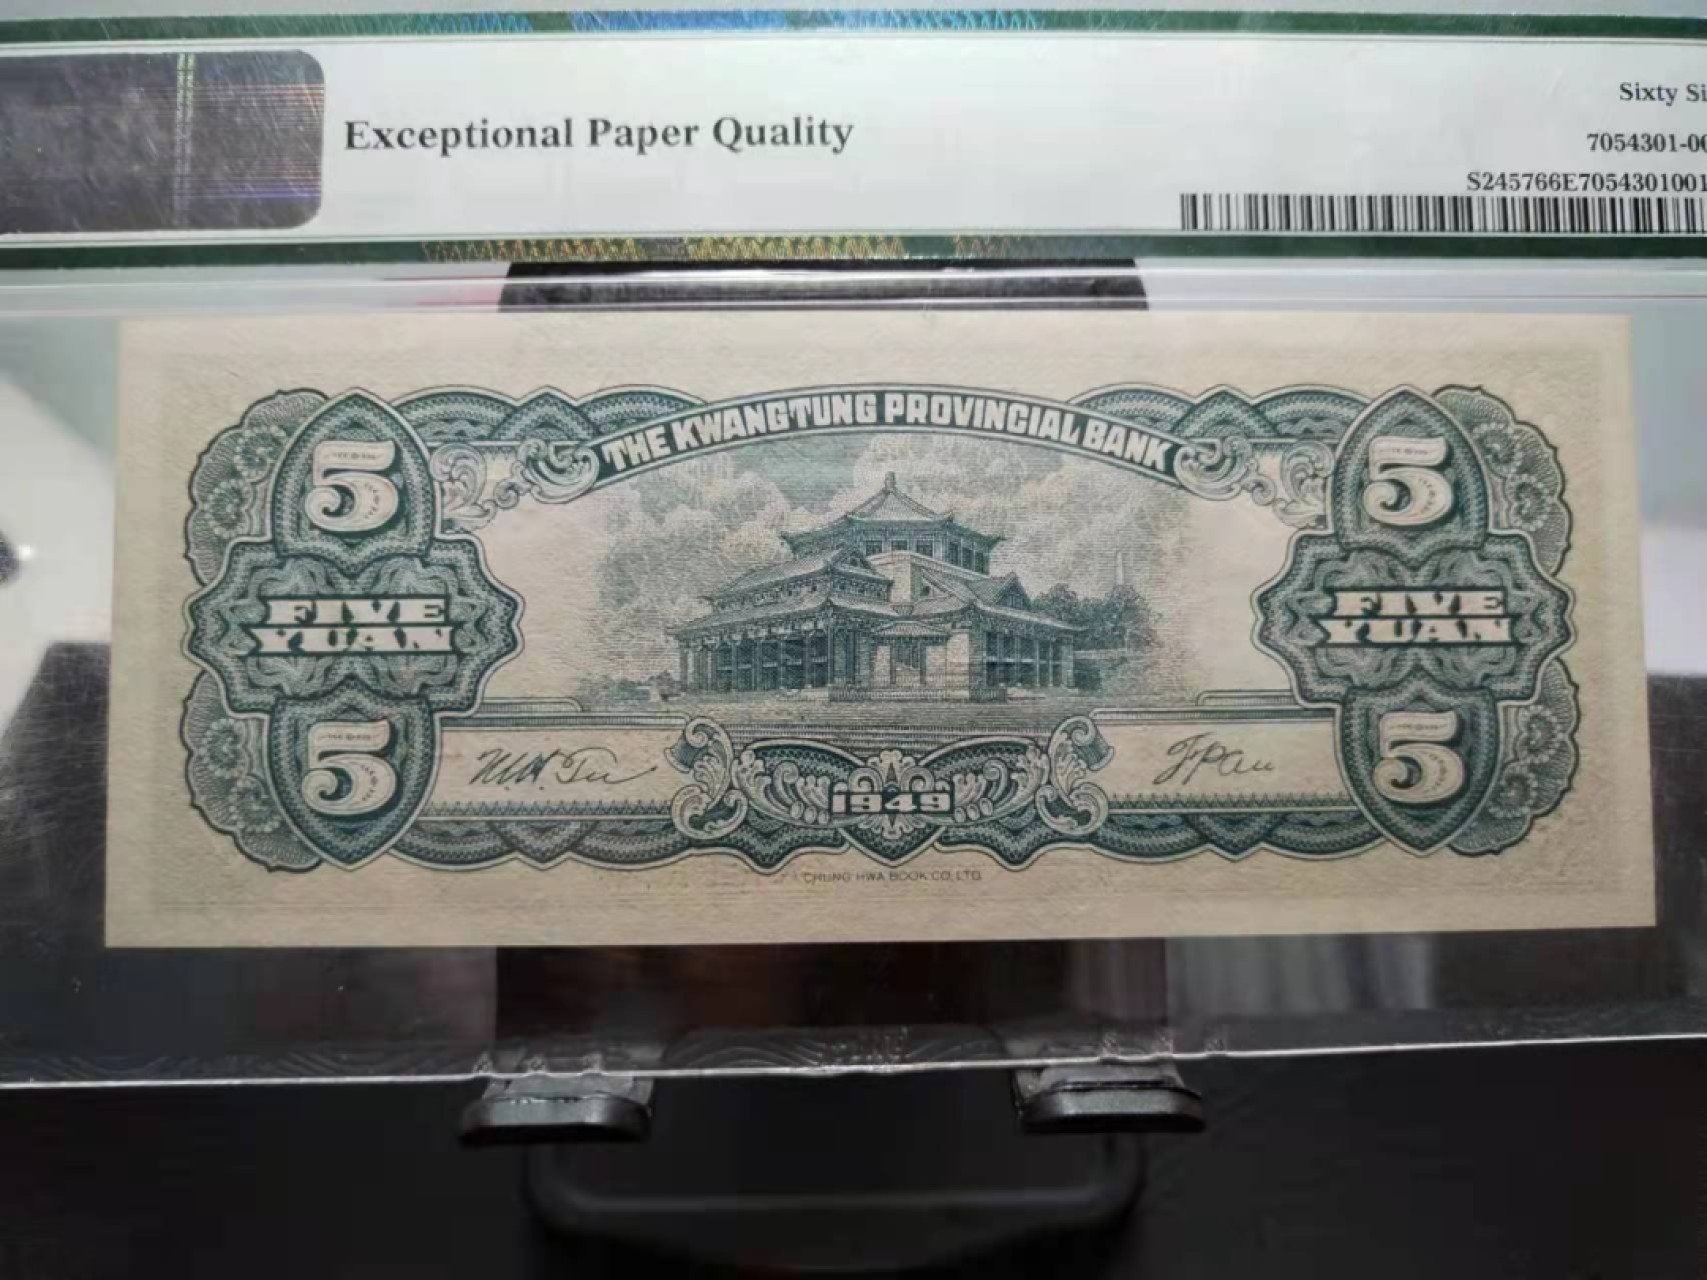 Exceptional Paper Quality
Sixty Si
7054301-00
S245766E7054301001
THE KWANGTUNG PROVINCIAL BANK
5
5
FIVE YUAN
FIVE YUAN
5
5
1949
CHUNG HWA BOOK CO., LTD.